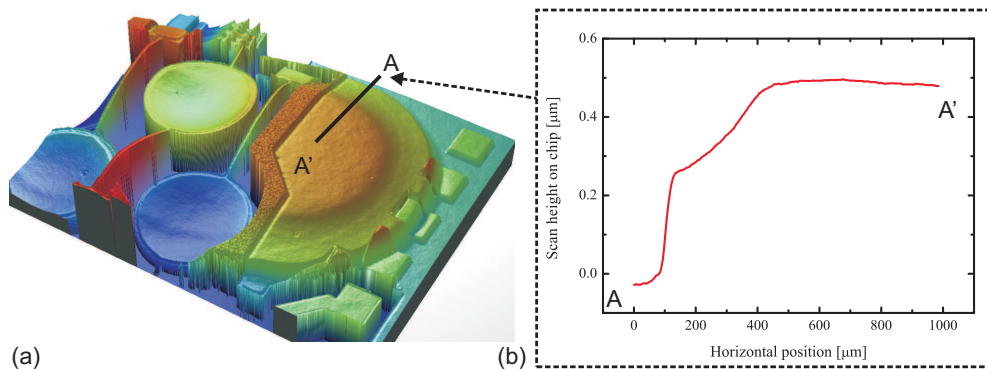 A
A'
(a)
(b)
0.6
0.4
0.2
0.0
Scan height on chip [μm]
A
A'
0
200
400
600
800
1000
Horizontal position [μm]